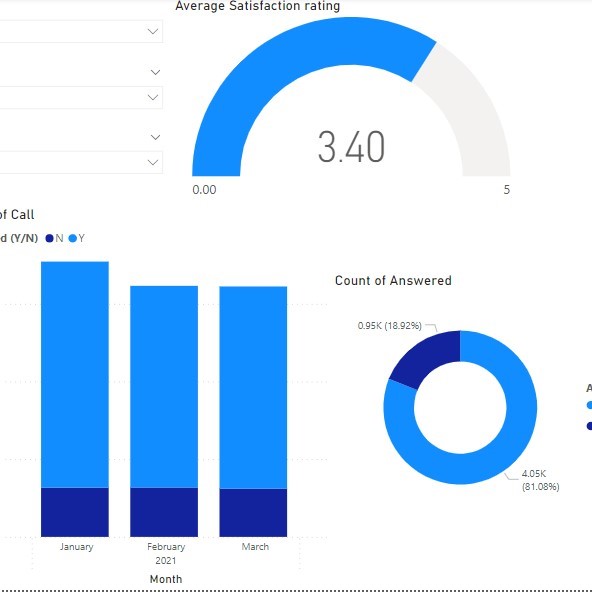 Average Satisfaction rating
3.40
0.00
5
of Call
d (Y/N) N Y
Count of Answered
0.95K (18.92%)
4.05K
(81.08%)
January February March
2021
Month
A